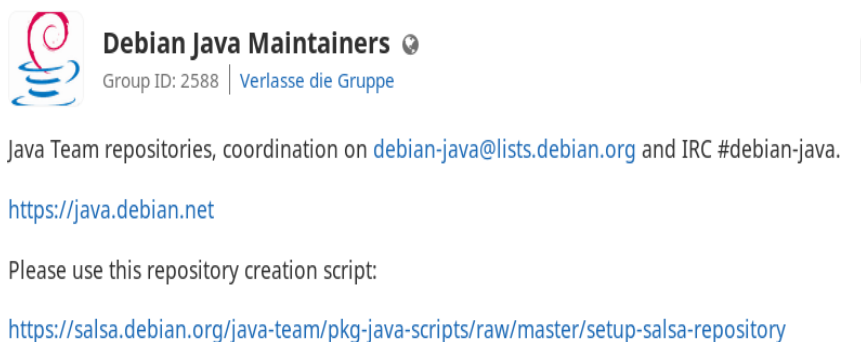 Debian Java Maintainers
Group ID: 2588 Verlasse die Gruppe
Java Team repositories, coordination on debian-java@lists.debian.org and IRC #debian-java.
https://java.debian.net
Please use this repository creation script:
https://salsa.debian.org/java-team/pkg-java-scripts/raw/master/setup-salsa-repository